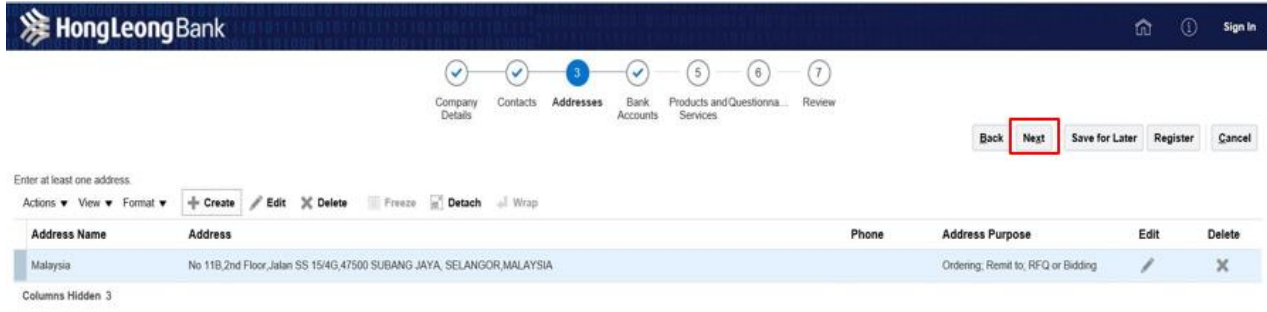 HongLeong Bank
Sign In
3 5 6 7
Company Details Contacts Addresses Bank Accounts Products and Services Questionna... Review
Back Next Save for Later Register Cancel
Enter at least one address.
Actions View Format Create Edit Delete Freeze Detach Wrap
Address Name Address Phone Address Purpose Edit Delete
Malaysia No 11B,2nd Floor,Jalan SS 15/4G,47500 SUBANG JAYA, SELANGOR,MALAYSIA Ordering; Remit to; RFQ or Bidding
Columns Hidden 3